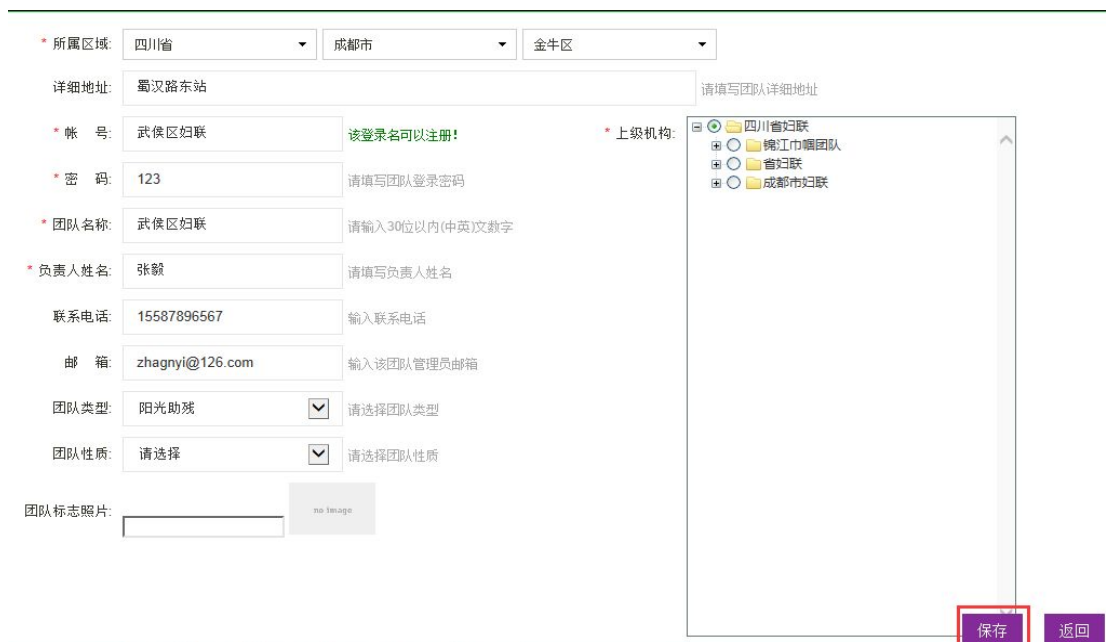 * 所属区域: 四川省 成都市 金牛区
详细地址: 蜀汉路东站 请填写团队详细地址
* 帐 号: 武侯区妇联 该登录名可以注册! * 上级机构: 四川省妇联
锦江巾帼团队
省妇联
成都市妇联
* 密 码: 123 请填写团队登录密码
* 团队名称: 武侯区妇联 请输入30位以内(中英)文数字
* 负责人姓名: 张毅 请填写负责人姓名
联系电话: 15587896567 输入联系电话
邮 箱: zhagnyi@126.com 输入该团队管理员邮箱
团队类型: 阳光助残 请选择团队类型
团队性质: 请选择 请选择团队性质
团队标志照片: no image
保存 返回